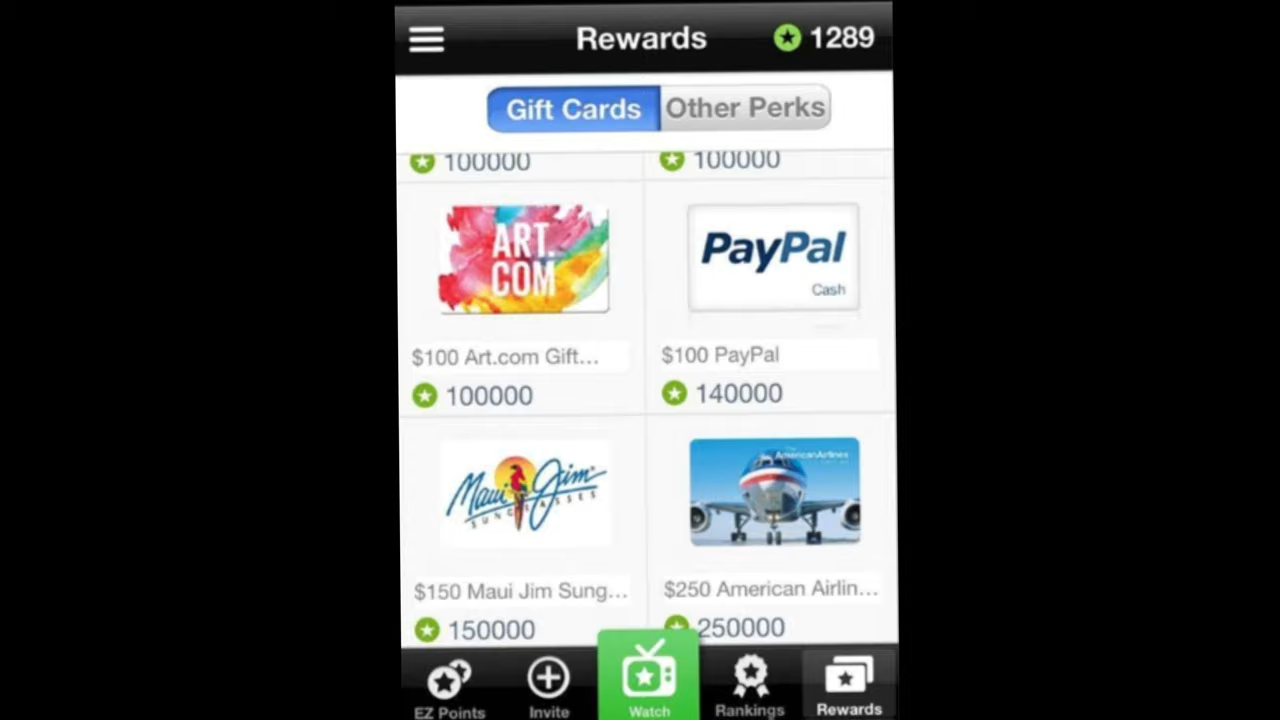 Rewards
1289
Gift Cards
Other Perks
100000
100000
ART.
COM
PayPal
Cash
$100 Art.com Gift...
$100 PayPal
100000
140000
Maui Jim
SUNGLASSES
AmericanAirlines
$150 Maui Jim Sung...
$250 American Airlin...
150000
250000
EZ Points
Invite
Watch
Rankings
Rewards